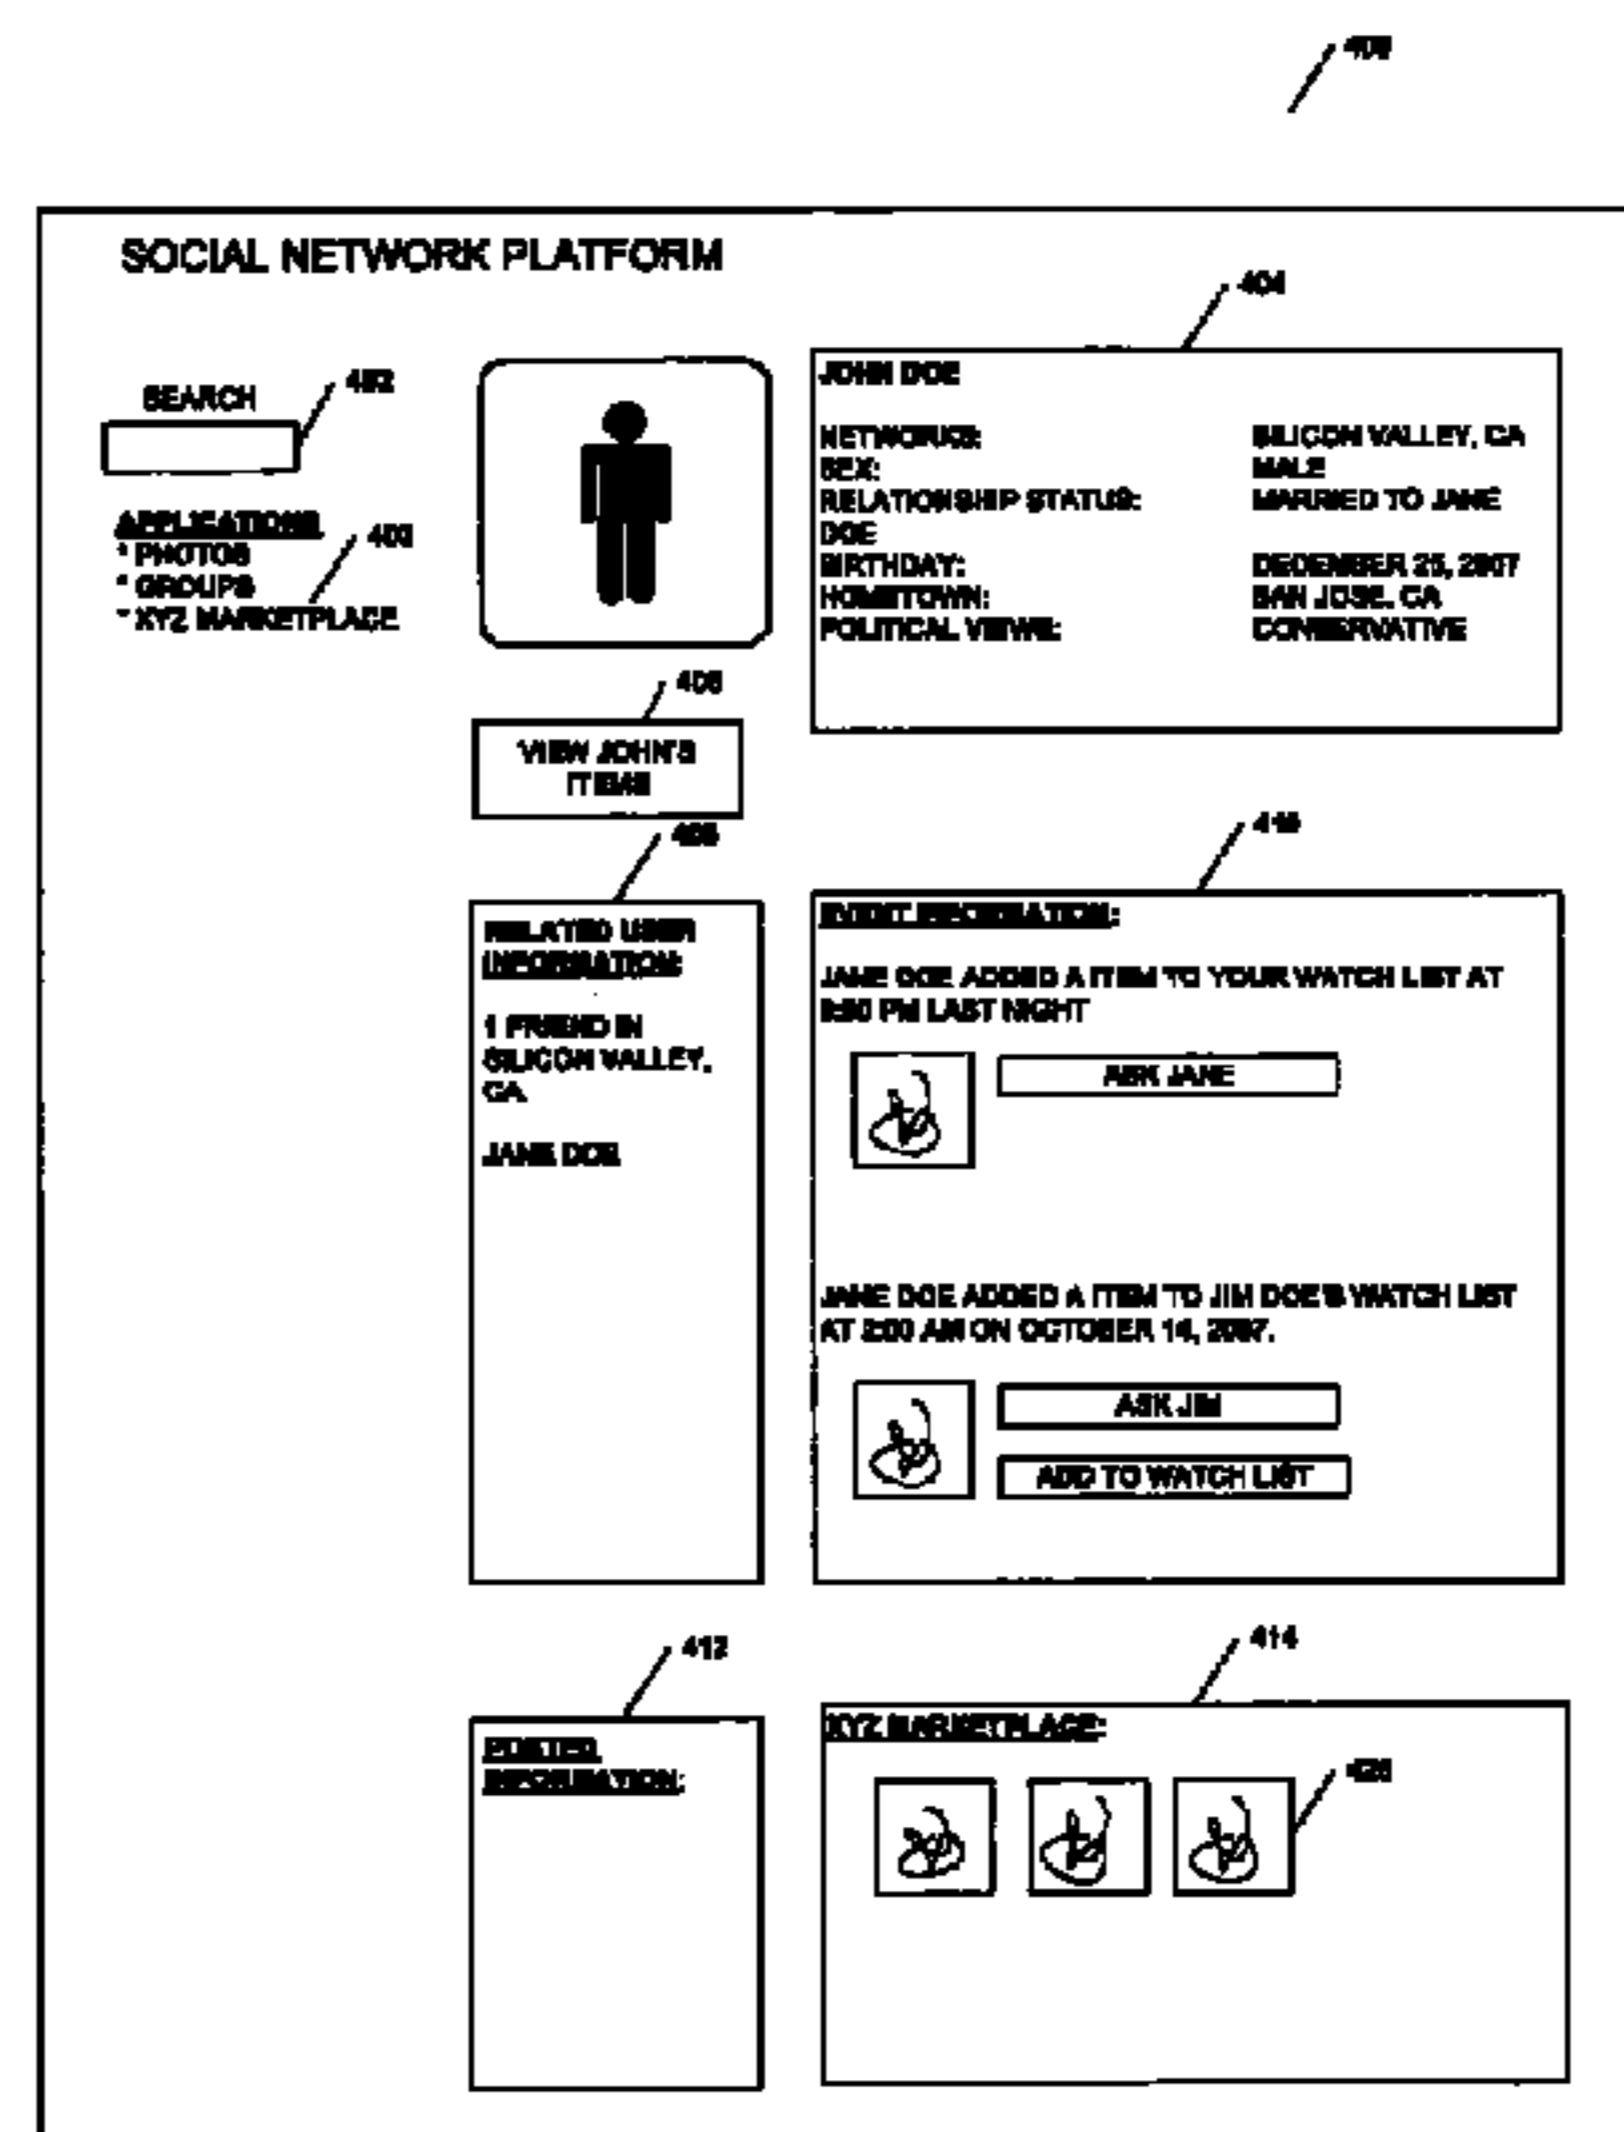 SOCIAL NETWORK PLATFORM
404
JOHN DOE
SEARCH
402
NETWORKS: SILICON VALLEY, CA
SEX: MALE
RELATIONSHIP STATUS: MARRIED TO JANE
DOE
APPLICATIONS
* PHOTOS
* GROUPS
* XYZ MARKETPLACE
BIRTHDAY: DECEMBER 25, 2007
HOMETOWN: SAN JOSE, CA
POLITICAL VIEWS: CONSERVATIVE
VIEW JOHN'S
ITEMS
RELATED USER
INFORMATION:
1 FRIEND IN
SILICON VALLEY,
CA
JANE DOE
EVENT INFORMATION:
JANE DOE ADDED A ITEM TO YOUR WATCH LIST AT
PM LAST NIGHT
ASK JANE
JANE DOE ADDED A ITEM TO JIM DOE'S WATCH LIST
AT AM ON OCTOBER 2007.
ASK JIM
ADD TO WATCH LIST
412
414
POSTED
INFORMATION:
XYZ MARKETPLACE: